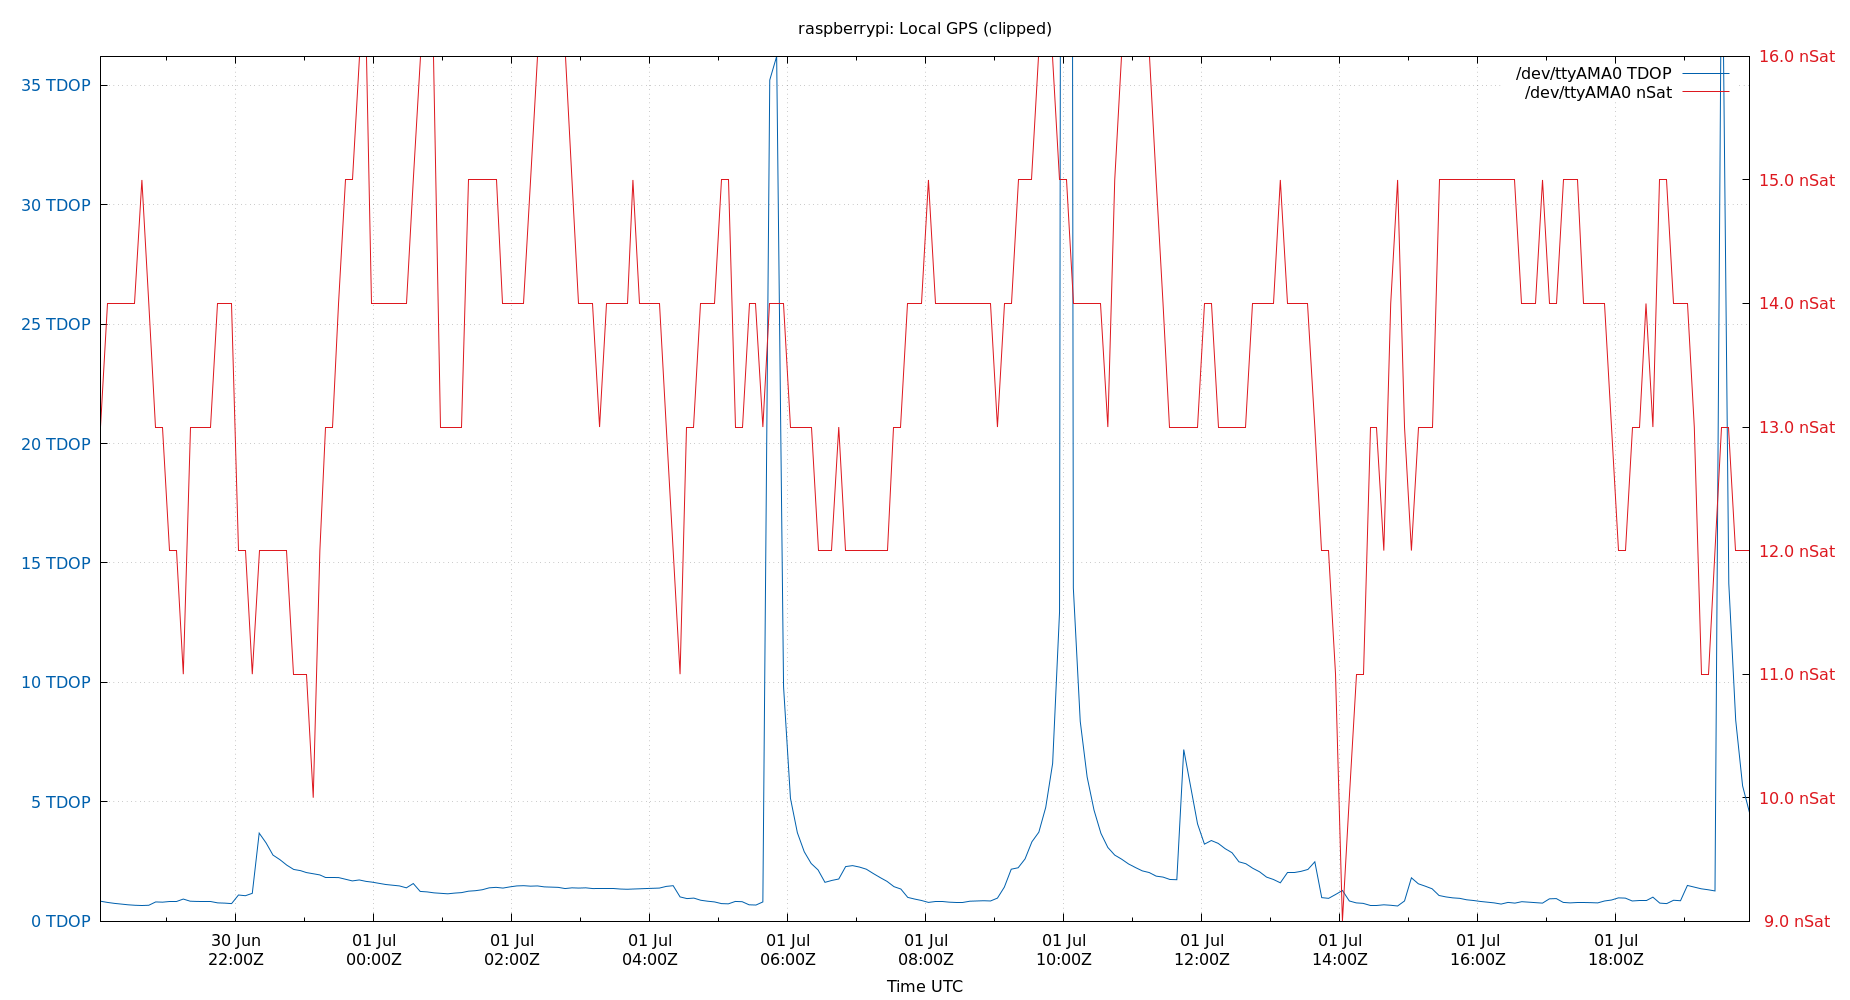 raspberrypi: Local GPS (clipped)
/dev/ttyAMA0 TDOP
/dev/ttyAMA0 nSat
35 TDOP
30 TDOP
25 TDOP
20 TDOP
15 TDOP
10 TDOP
5 TDOP
0 TDOP
16.0 nSat
15.0 nSat
14.0 nSat
13.0 nSat
12.0 nSat
11.0 nSat
10.0 nSat
9.0 nSat
30 Jun
22:00Z
01 Jul
00:00Z
01 Jul
02:00Z
01 Jul
04:00Z
01 Jul
06:00Z
01 Jul
08:00Z
01 Jul
10:00Z
01 Jul
12:00Z
01 Jul
14:00Z
01 Jul
16:00Z
01 Jul
18:00Z
Time UTC